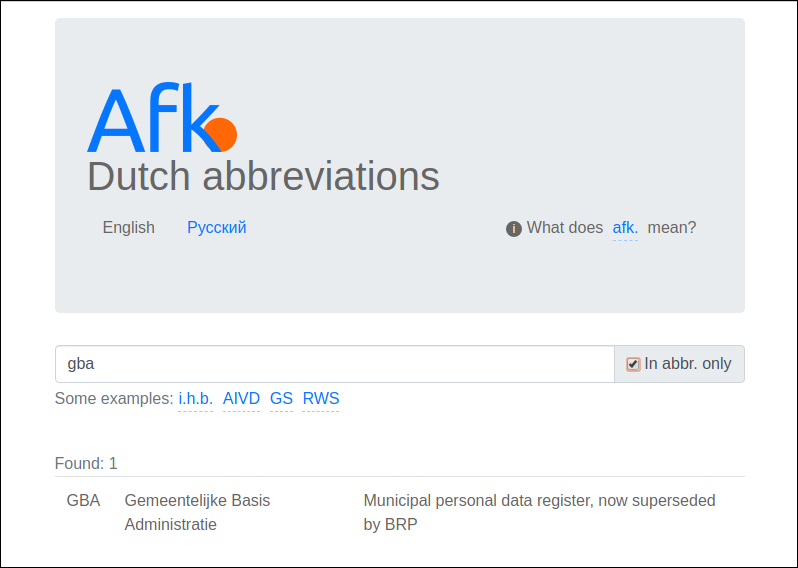 Afk
Dutch abbreviations
English Русский i What does afk. mean?
gba In abbr. only
Some examples: i.h.b. AIVD GS RWS
Found: 1
GBA Gemeentelijke Basis Municipal personal data register, now superseded
Administratie by BRP